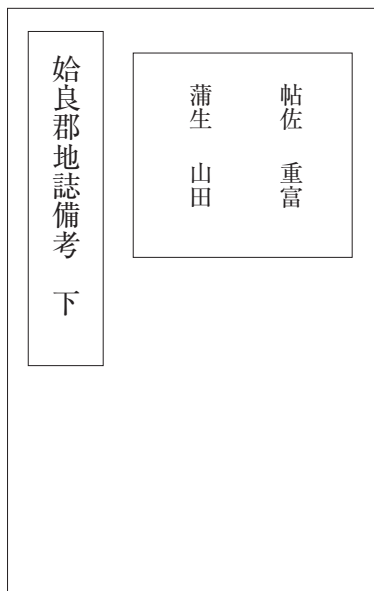 帖佐　重富
蒲生　山田
姶良郡地誌備考　下